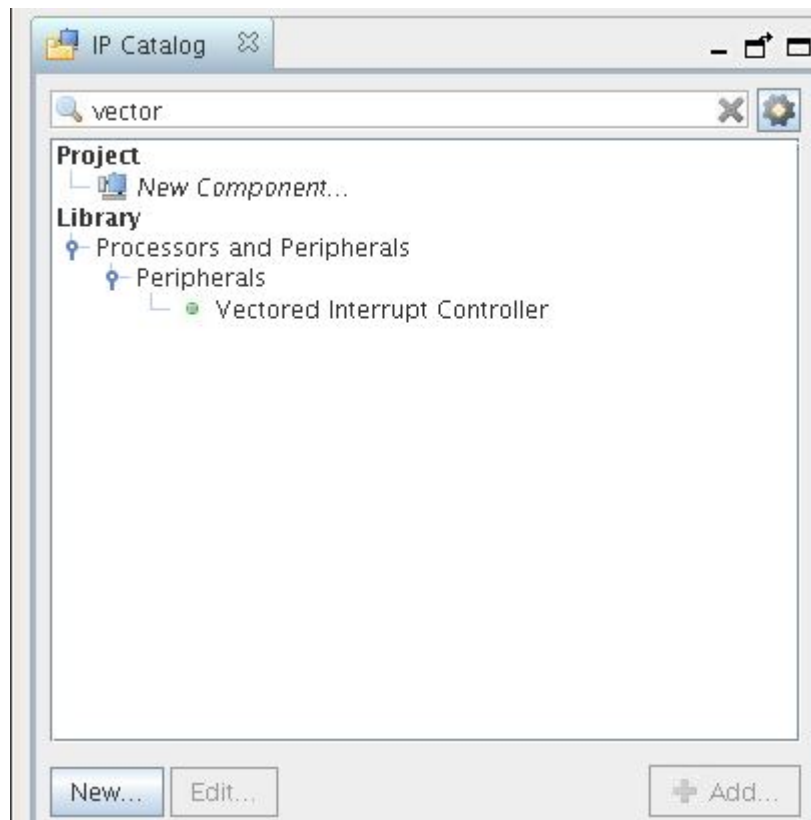 IP Catalog
vector
Project
New Component...
Library
Processors and Peripherals
Peripherals
Vectored Interrupt Controller
New...
Edit...
Add...